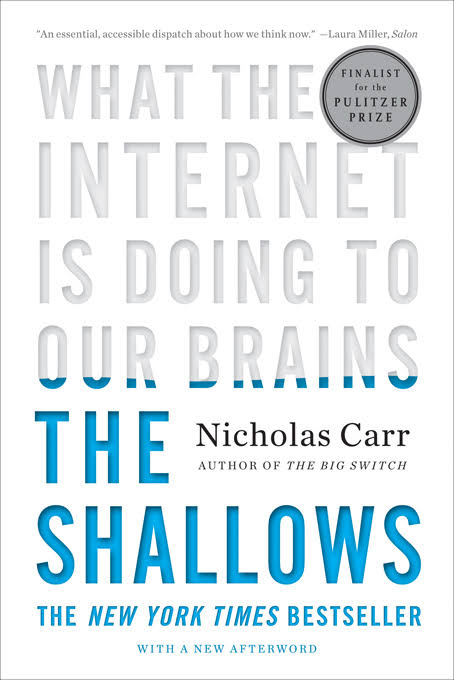 "An essential, accessible dispatch about how we think now." —Laura Miller, Salon
WHAT THE
FINALIST
for the
PULITZER
PRIZE
INTERNET
IS DOING TO
OUR BRAINS
THE
Nicholas Carr
AUTHOR OF THE BIG SWITCH
SHALLOWS
THE NEW YORK TIMES BESTSELLER
WITH A NEW AFTERWORD